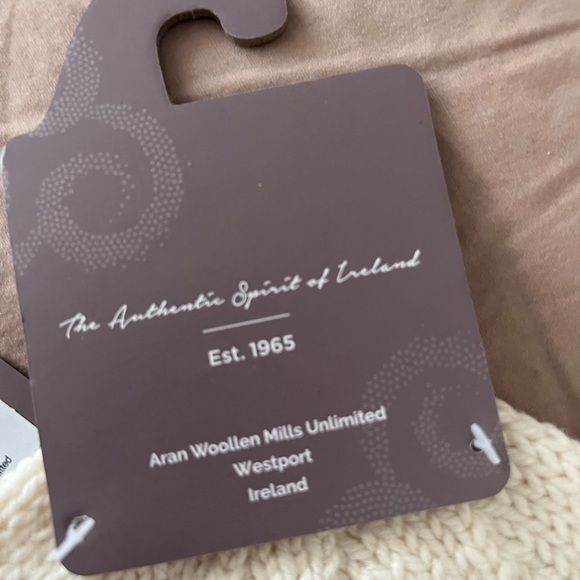 The Authentic Spirit of Ireland
Est. 1965
Aran Woollen Mills Unlimited
Westport
Ireland